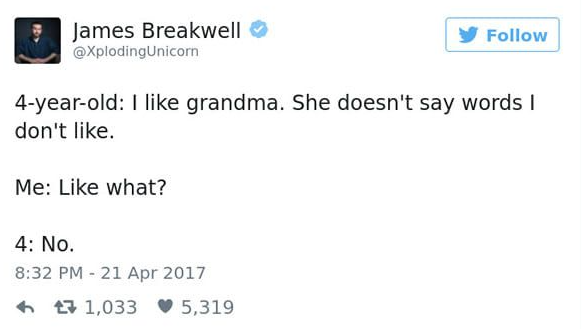 James Breakwell
@XplodingUnicorn
Follow
4-year-old: I like grandma. She doesn't say words I
don't like.
Me: Like what?
4: No.
8:32 PM - 21 Apr 2017
1,033 5,319